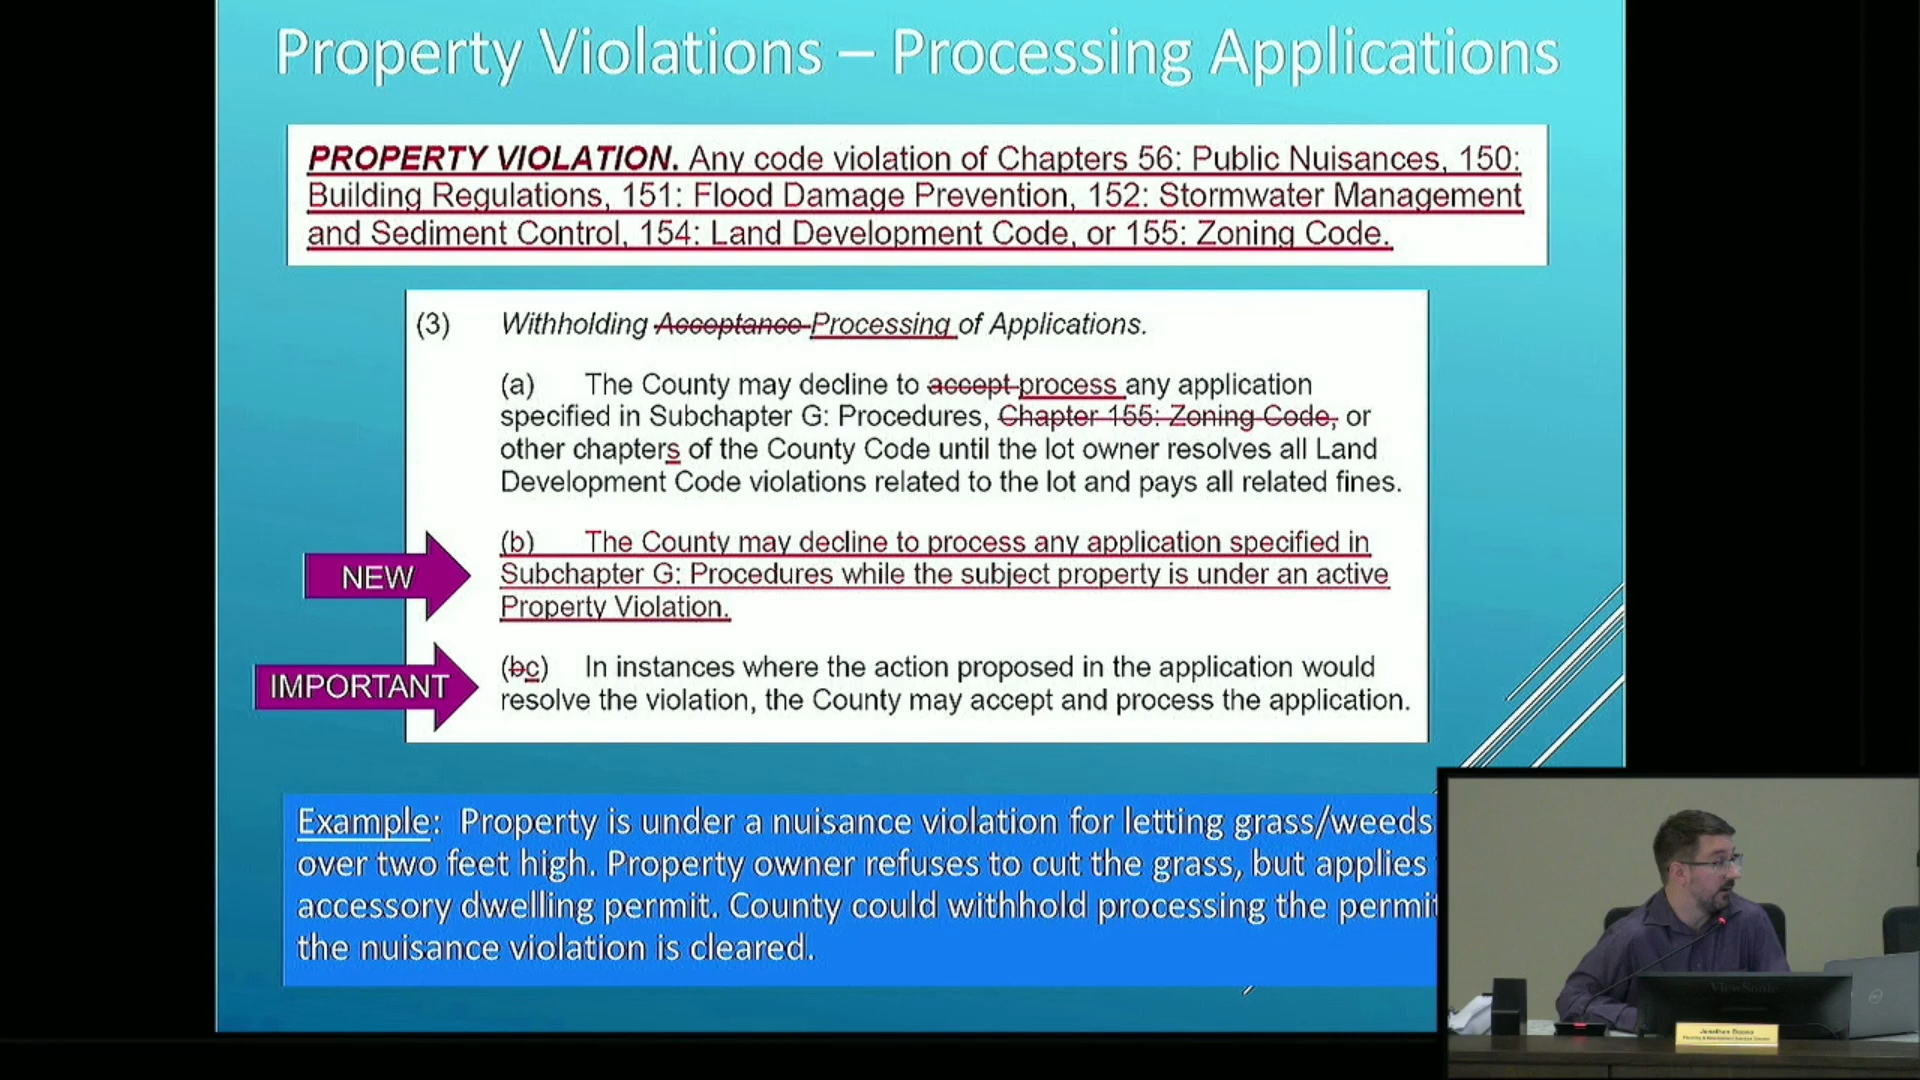 Property Violations – Processing Applications
PROPERTY VIOLATION. Any code violation of Chapters 56: Public Nuisances, 150:
Building Regulations, 151: Flood Damage Prevention, 152: Stormwater Management
and Sediment Control, 154: Land Development Code, or 155: Zoning Code.
(3) Withholding Acceptance Processing of Applications.
(a) The County may decline to accept process any application
specified in Subchapter G: Procedures, Chapter 155: Zoning Code, or
other chapters of the County Code until the lot owner resolves all Land
Development Code violations related to the lot and pays all related fines.
NEW
(b) The County may decline to process any application specified in
Subchapter G: Procedures while the subject property is under an active
Property Violation.
IMPORTANT
(bc) In instances where the action proposed in the application would
resolve the violation, the County may accept and process the application.
Example: Property is under a nuisance violation for letting grass/weeds
over two feet high. Property owner refuses to cut the grass, but applies
accessory dwelling permit. County could withhold processing the permit
the nuisance violation is cleared.
ViewSonic
Jonathan